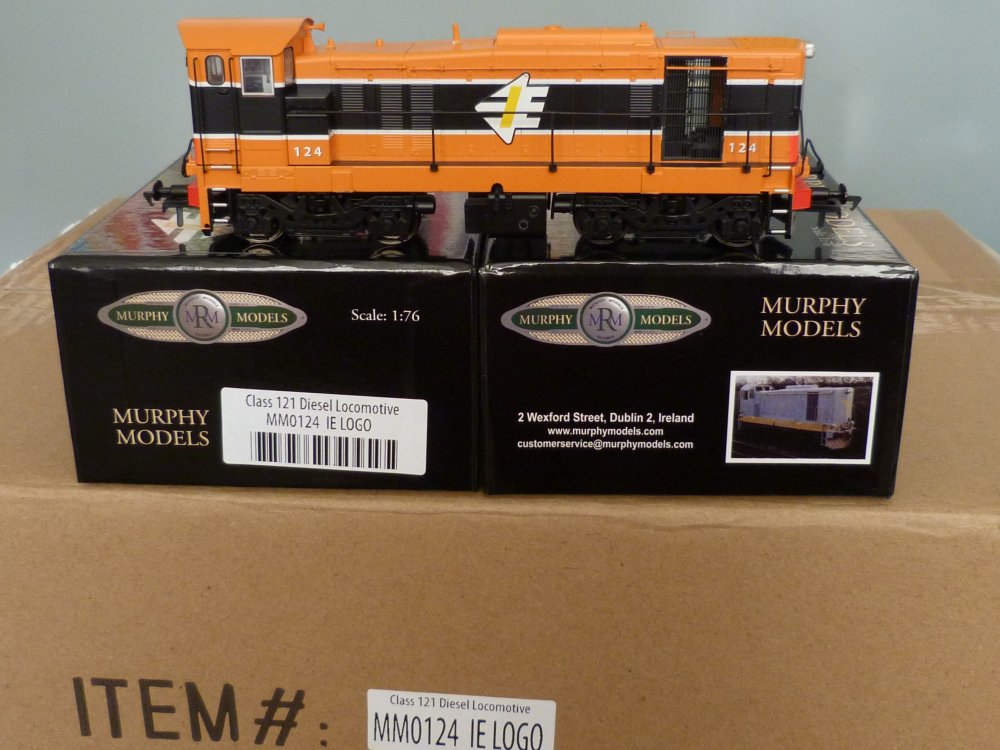 124
124
IE
MURPHY MRM MODELS
Scale: 1:76
MURPHY
MODELS
Class 121 Diesel Locomotive
MM0124 IE LOGO
MURPHY MRM MODELS
MURPHY
MODELS
2 Wexford Street, Dublin 2, Ireland
www.murphymodels.com
customerservice@murphymodels.com
ITEM#:
Class 121 Diesel Locomotive
MM0124 IE LOGO